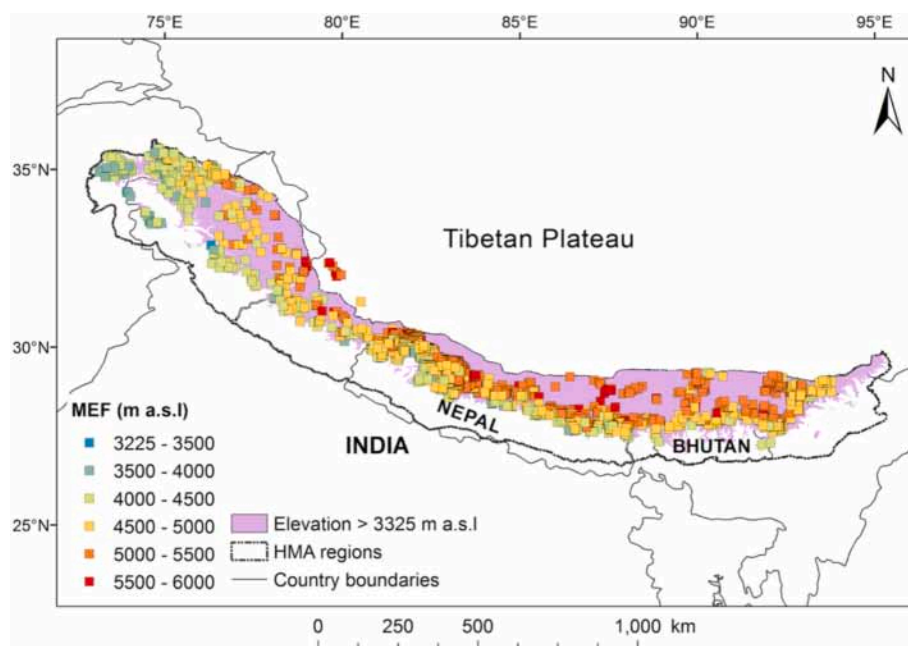 75°E 80°E 85°E 90°E 95°E
N
35°N
Tibetan Plateau
30°N
MEF (m a.s.l)
3225 - 3500
3500 - 4000
4000 - 4500
4500 - 5000
5000 - 5500
5500 - 6000
NEPAL
INDIA
BHUTAN
25°N
Elevation > 3325 m a.s.l
HMA regions
Country boundaries
0 250 500 1,000 km